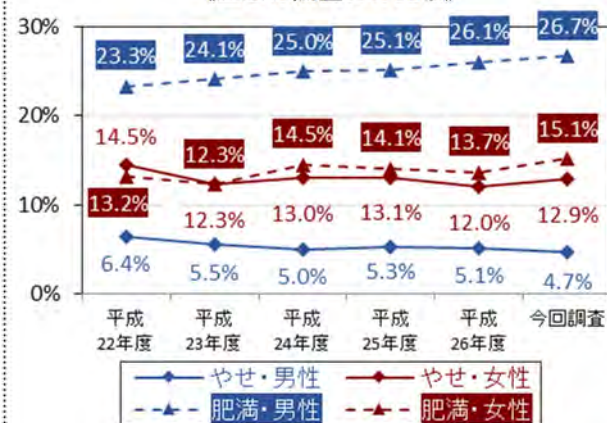 30%
23.3% 24.1% 25.0% 25.1% 26.1% 26.7%
20%
14.5% 12.3% 14.5% 14.1% 13.7% 15.1%
10%
13.2% 12.3% 13.0% 13.1% 12.0% 12.9%
6.4% 5.5% 5.0% 5.3% 5.1% 4.7%
0%
平成 平成 平成 平成 平成 今回調査
22年度 23年度 24年度 25年度 26年度
やせ・男性 やせ・女性
肥満・男性 肥満・女性